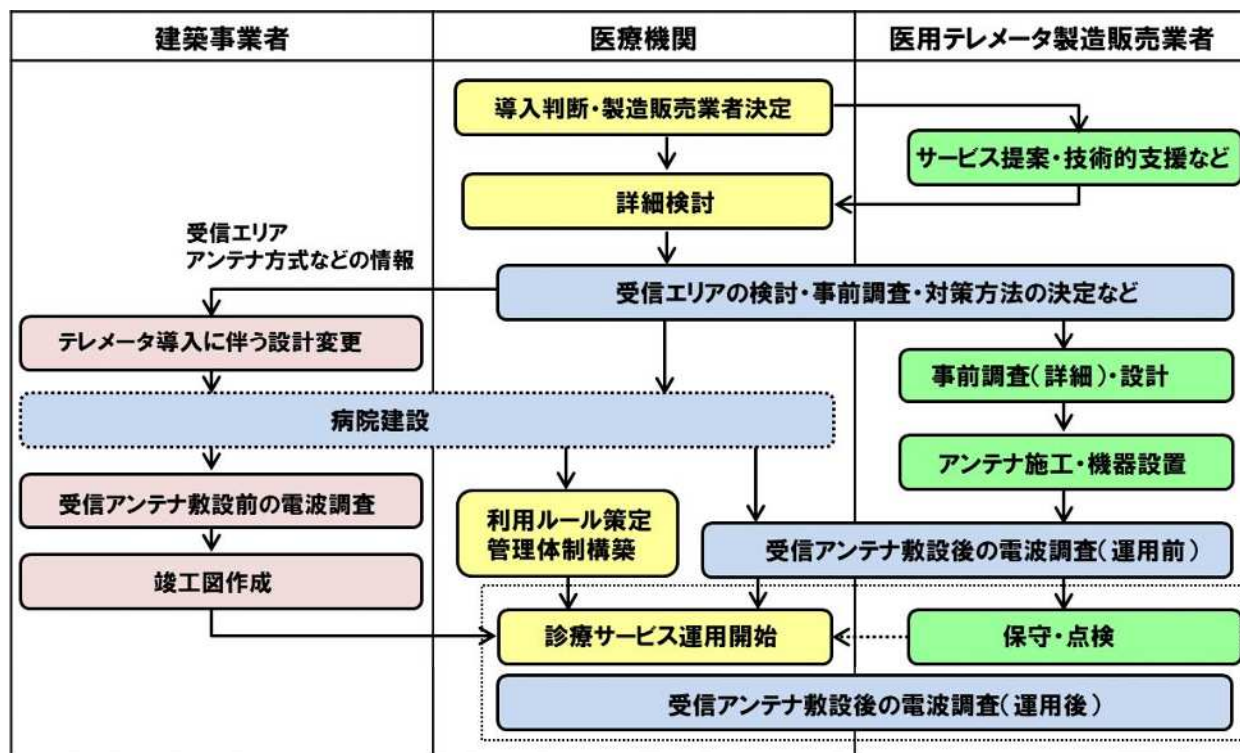 建築事業者
医療機関
医用テレメータ製造販売業者
導入判断・製造販売業者決定
サービス提案・技術的支援など
詳細検討
受信エリア
アンテナ方式などの情報
受信エリアの検討・事前調査・対策方法の決定など
テレメータ導入に伴う設計変更
事前調査(詳細)・設計
病院建設
アンテナ施工・機器設置
受信アンテナ敷設前の電波調査
利用ルール策定
管理体制構築
受信アンテナ敷設後の電波調査(運用前)
竣工図作成
診療サービス運用開始
保守・点検
受信アンテナ敷設後の電波調査(運用後)